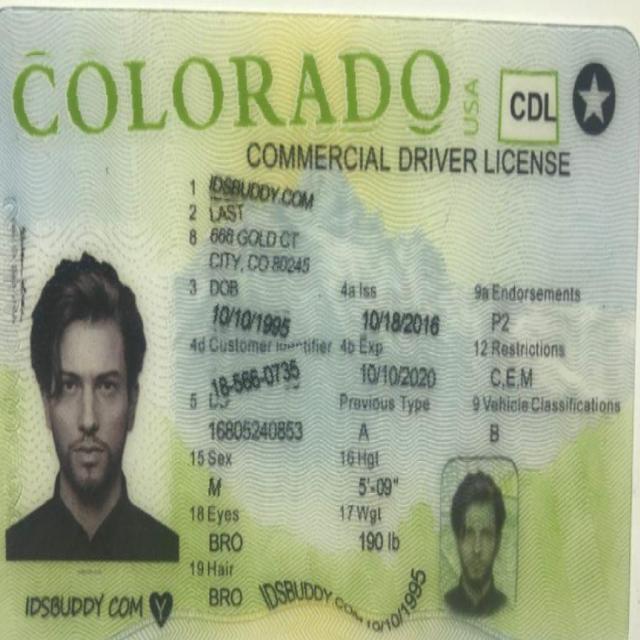 COLORADO USA CDL
COMMERCIAL DRIVER LICENSE
1 IDSBUDDY.COM
2 LAST
8 666 GOLD CT
CITY, CO 80245
3 DOB 4a Iss 9a Endorsements
10/10/1995 10/18/2016 P2
4d Customer Identifier 4b Exp 12 Restrictions
18-566-0735 10/10/2020 C,E,M
5 Previous Type 9 Vehicle Classifications
16805240853 A B
15 Sex 16 Hgt
M 5'-09"
18 Eyes 17 Wgt
BRO 190 lb
19 Hair
BRO IDSBUDDY.COM 10/10/1995
IDSBUDDY COM